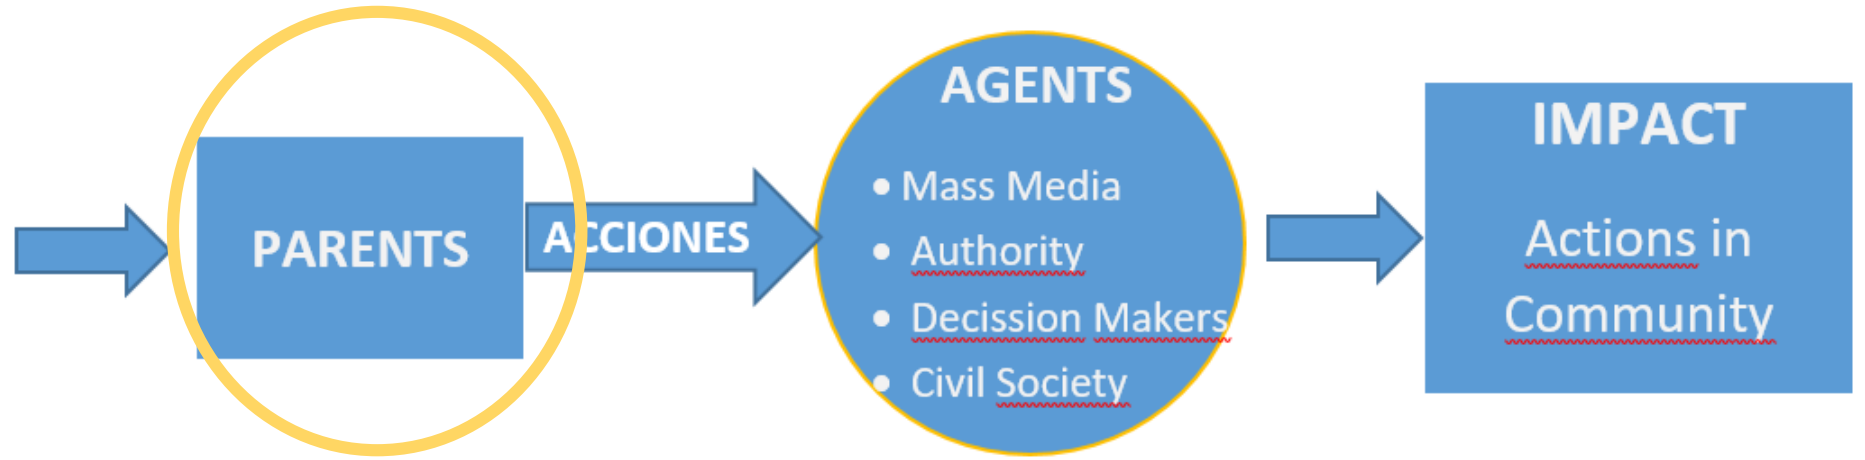 PARENTS
ACCIONES
AGENTS
• Mass Media
• Authority
• Decission Makers
• Civil Society
IMPACT
Actions in
Community